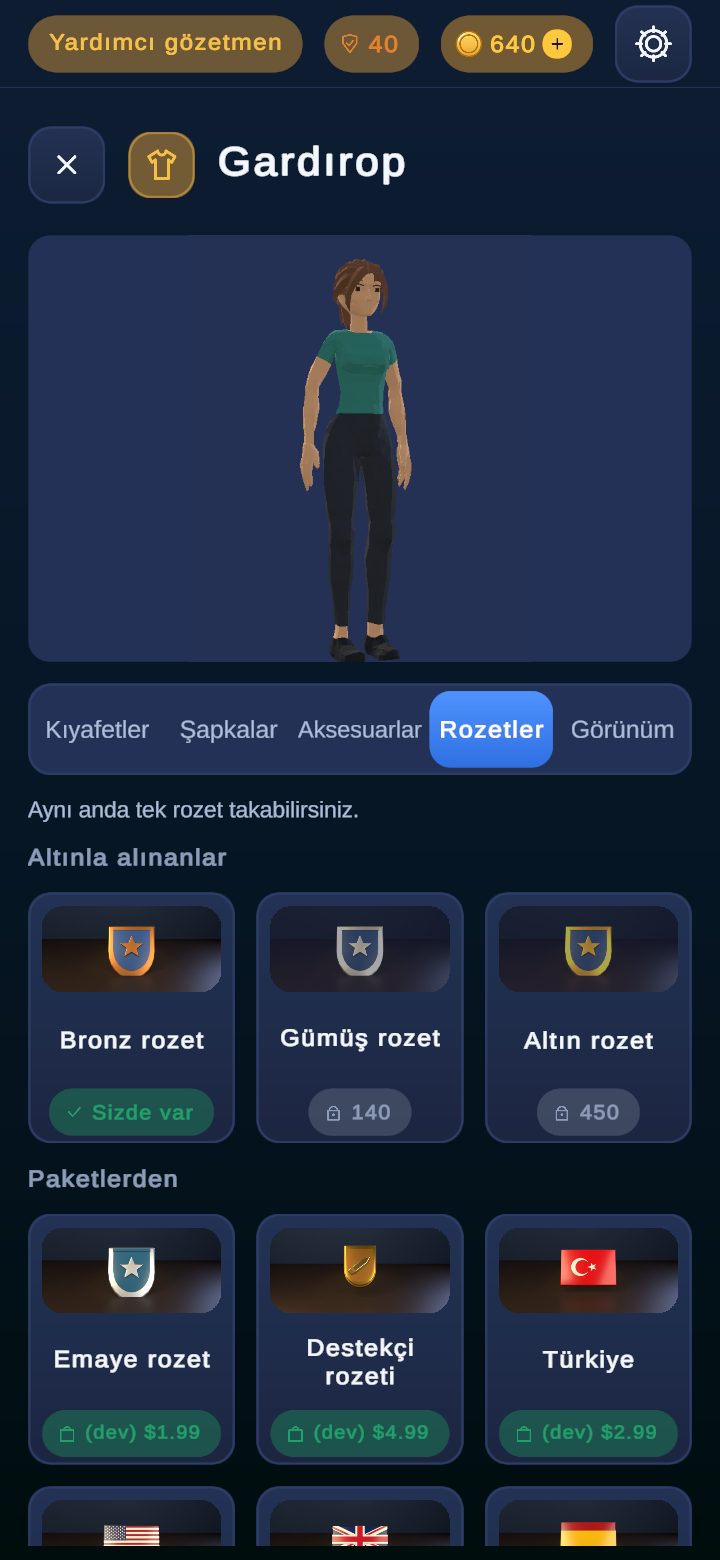 Yardımcı gözetmen
40
640
Gardırop
Kıyafetler
Şapkalar
Aksesuarlar
Rozetler
Görünüm
Aynı anda tek rozet takabilirsiniz.
Altınla alınanlar
Bronz rozet
Gümüş rozet
Altın rozet
Sizde var
140
450
Paketlerden
Emaye rozet
Destekçi
rozeti
Türkiye
(dev) $1.99
(dev) $4.99
(dev) $2.99